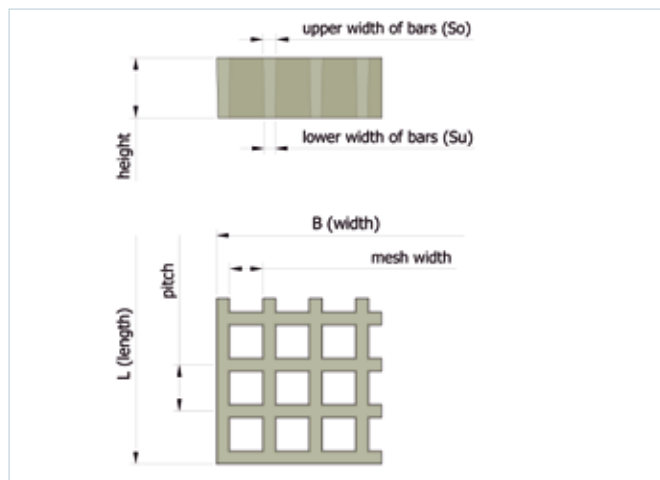 upper width of bars (So)
height
lower width of bars (Su)
B (width)
mesh width
pitch
L (length)